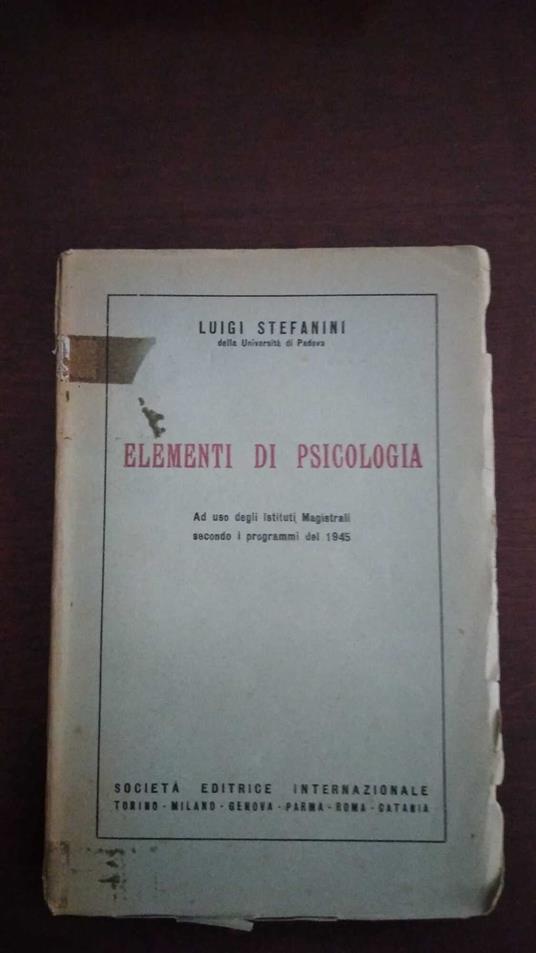 LUIGI STEFANINI
della Università di Padova
ELEMENTI DI PSICOLOGIA
Ad uso degli Istituti Magistrali
secondo i programmi del 1945
SOCIETÀ EDITRICE INTERNAZIONALE
TORINO - MILANO - GENOVA - PARMA - ROMA - CATANIA